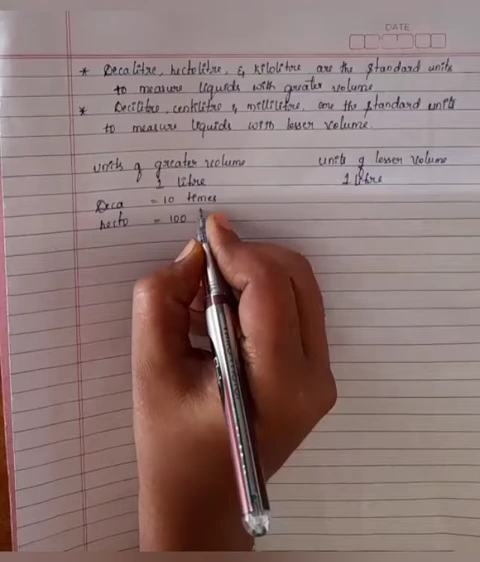 DATE
* Decalitre, hectolitre, & kilolitre are the standard units
to measure liquids with greater volume
* Decilitre, centilitre & millilitre, are the standard units
to measure liquids with lesser volume.
units of greater volume
units of lesser volume
1 litre
1 litre
Deca = 10 times
hecto = 100